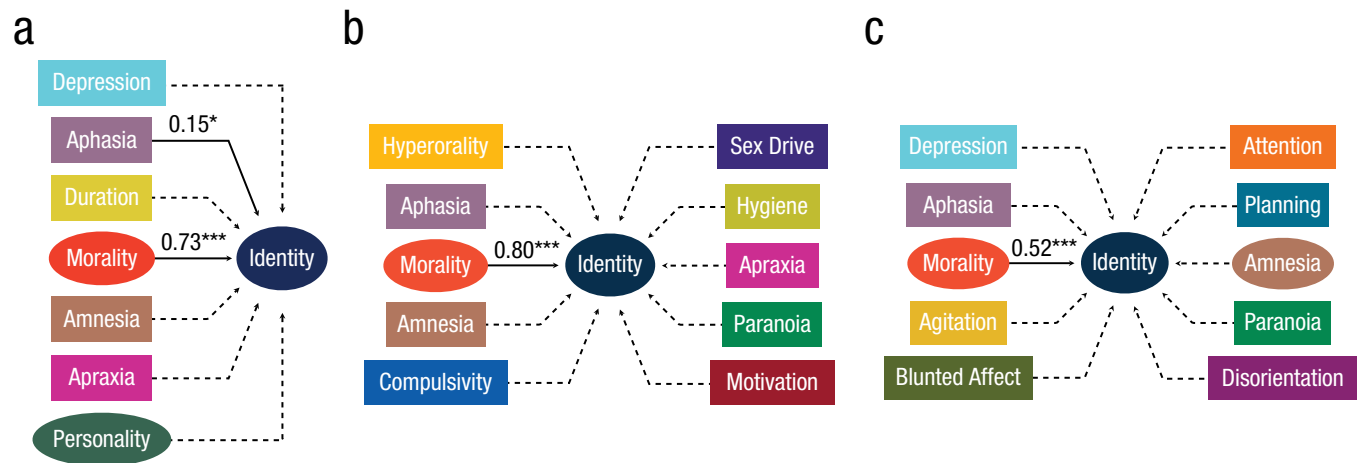 a
Depression
Aphasia
0.15*
Duration
Morality
0.73***
Identity
Amnesia
Apraxia
Personality
b
Hyperorality
Sex Drive
Aphasia
Hygiene
Morality
0.80***
Identity
Apraxia
Amnesia
Paranoia
Compulsivity
Motivation
c
Depression
Attention
Aphasia
Planning
Morality
0.52***
Identity
Amnesia
Agitation
Paranoia
Blunted Affect
Disorientation